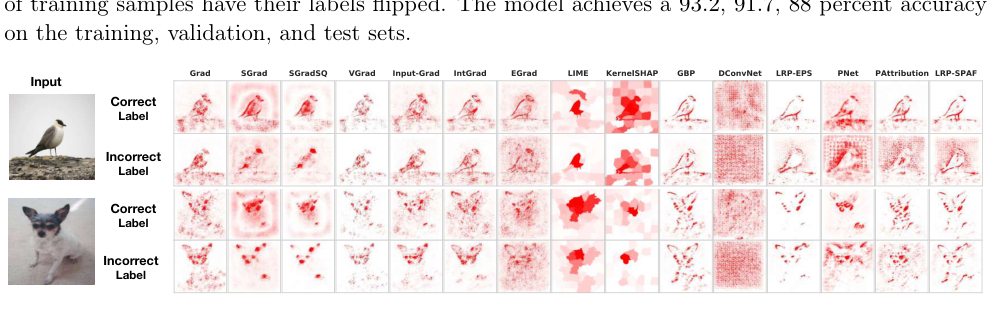 of training samples have their labels flipped. The model achieves a 93.2, 91.7, 88 percent accuracy
on the training, validation, and test sets.
Input Grad SGrad SGradSQ VGrad Input-Grad IntGrad EGrad LIME KernelSHAP GBP DConvNet LRP-EPS PNet PAttribution LRP-SPAF
Correct
Label
Incorrect
Label
Correct
Label
Incorrect
Label